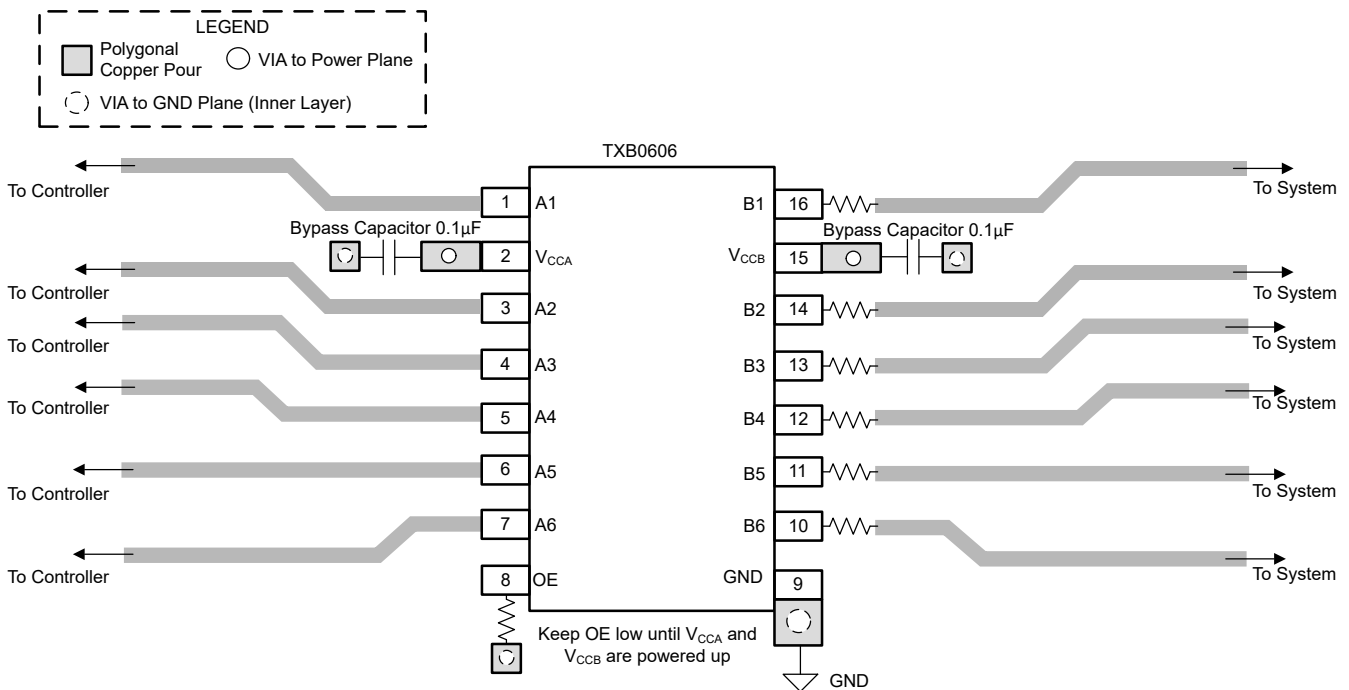 LEGEND
Polygonal
Copper Pour
VIA to Power Plane
VIA to GND Plane (Inner Layer)
TXB0606
To Controller
1 A1
B1 16
To System
Bypass Capacitor 0.1µF
Bypass Capacitor 0.1µF
2 VCCA
VCCB 15
To Controller
3 A2
B2 14
To System
To Controller
4 A3
B3 13
To System
To Controller
5 A4
B4 12
To System
To Controller
6 A5
B5 11
To System
7 A6
B6 10
To Controller
To System
8 OE
GND 9
Keep OE low until VCCA and
VCCB are powered up
GND